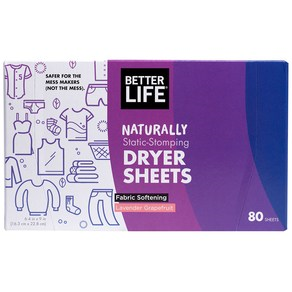 SAFER FOR THE
MESS MAKERS
(NOT THE MESS).
BETTER
LIFE
NATURALLY
Static-Stomping
DRYER
SHEETS
Fabric Softening
Lavender Grapefruit
80 SHEETS